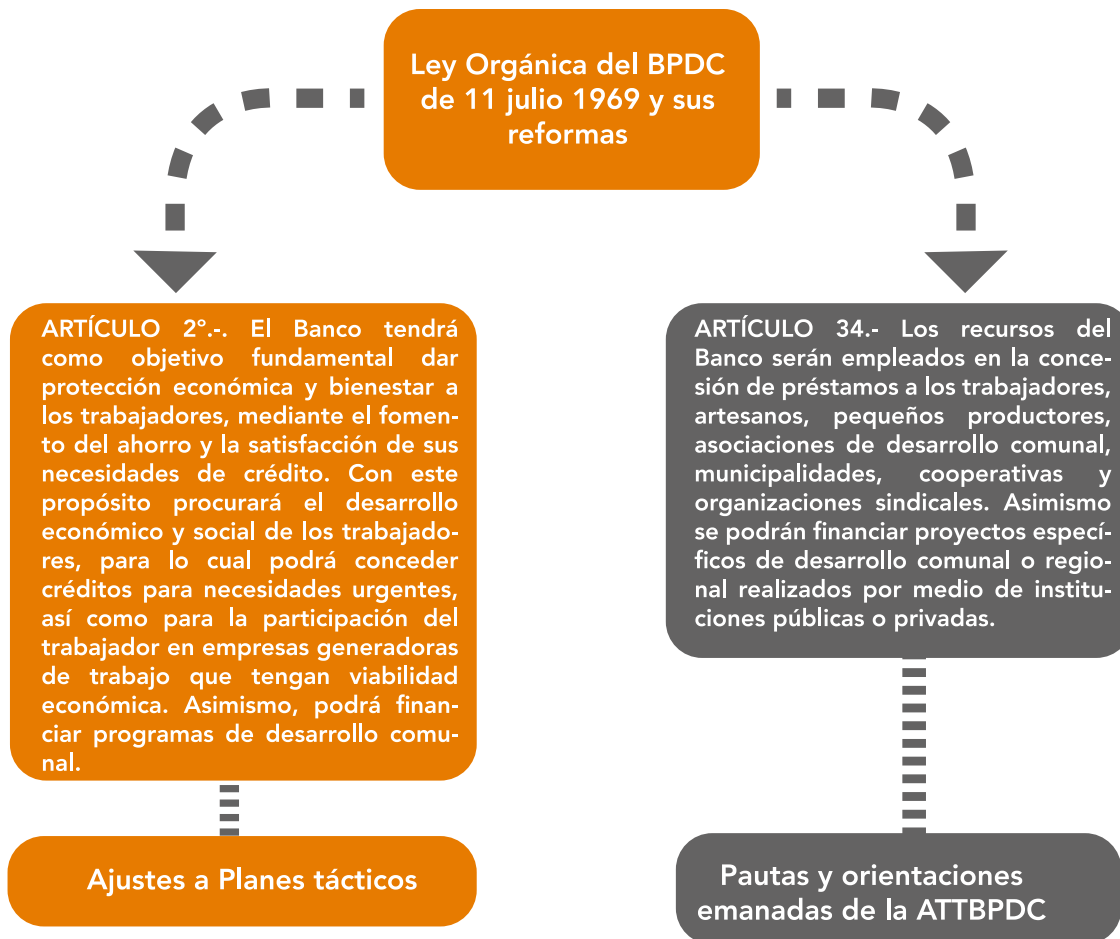 Ley Orgánica del BPDC
de 11 julio 1969 y sus
reformas
ARTÍCULO 2º.-. El Banco tendrá
como objetivo fundamental dar
protección económica y bienestar a
los trabajadores, mediante el fomen-
to del ahorro y la satisfacción de sus
necesidades de crédito. Con este
propósito procurará el desarrollo
económico y social de los trabajado-
res, para lo cual podrá conceder
créditos para necesidades urgentes,
así como para la participación del
trabajador en empresas generadoras
de trabajo que tengan viabilidad
económica. Asimismo, podrá finan-
ciar programas de desarrollo comu-
nal.
Ajustes a Planes tácticos
ARTÍCULO 34.- Los recursos del
Banco serán empleados en la conce-
sión de préstamos a los trabajadores,
artesanos, pequeños productores,
asociaciones de desarrollo comunal,
municipalidades, cooperativas y
organizaciones sindicales. Asimismo
se podrán financiar proyectos especí-
ficos de desarrollo comunal o regio-
nal realizados por medio de institu-
ciones públicas o privadas.
Pautas y orientaciones
emanadas de la ATTBPDC